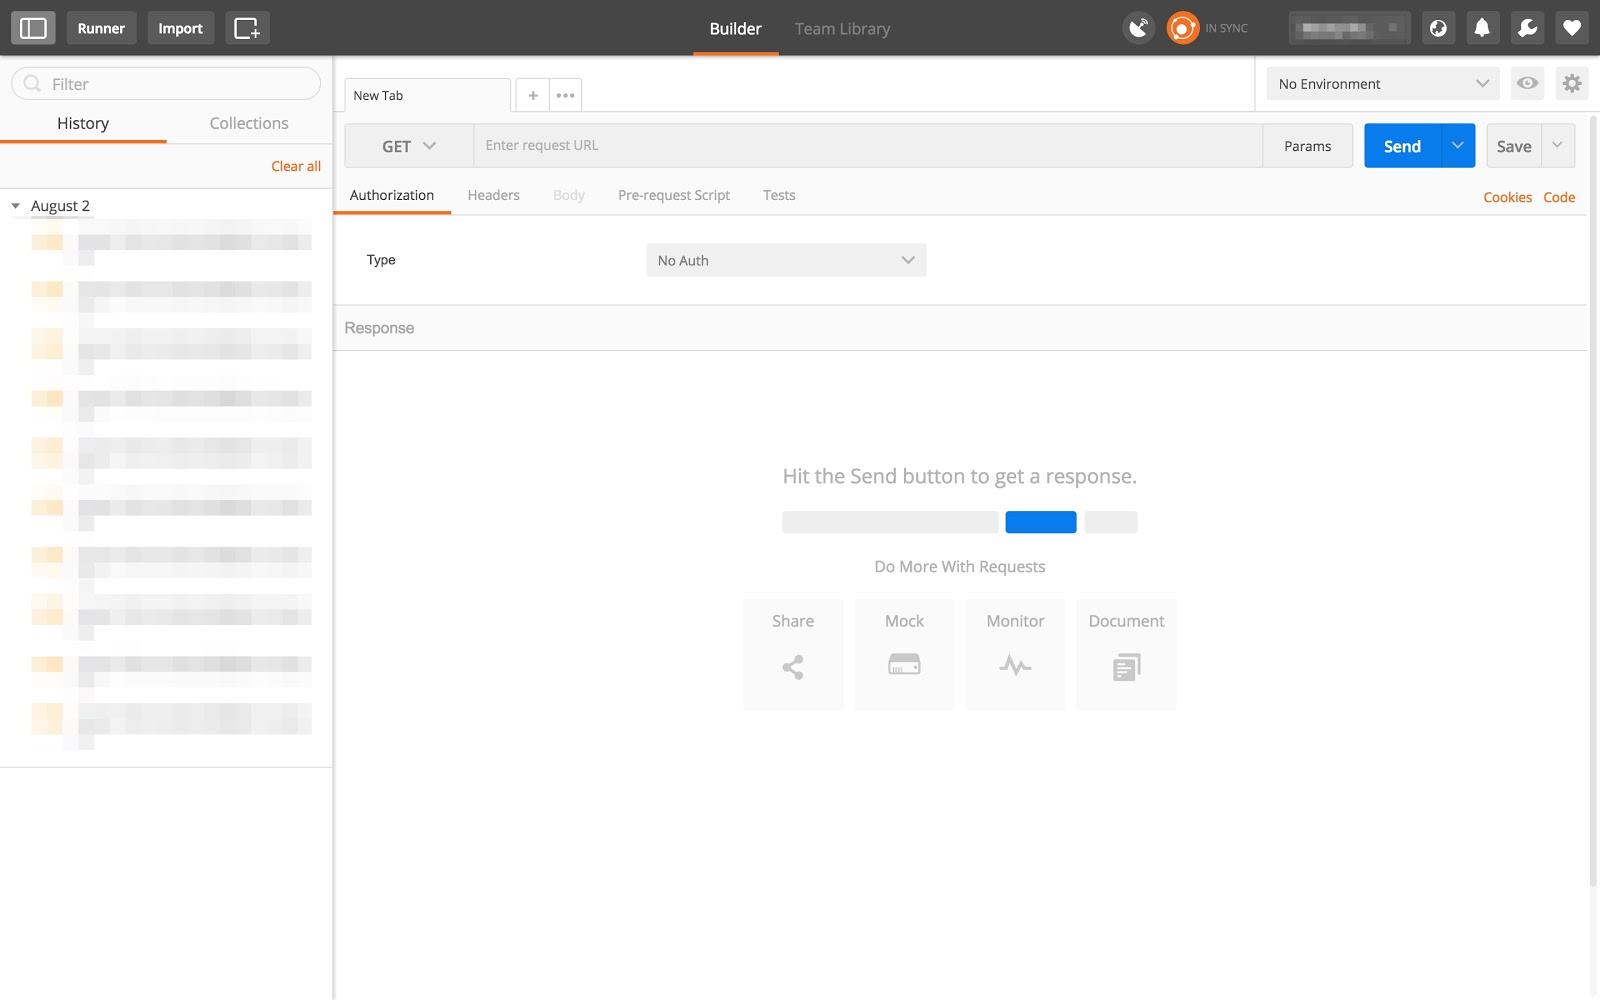 Runner
Import
Builder
Team Library
IN SYNC
Filter
History
Collections
Clear all
August 2
New Tab
No Environment
GET
Enter request URL
Params
Send
Save
Authorization
Headers
Body
Pre-request Script
Tests
Cookies
Code
Type
No Auth
Response
Hit the Send button to get a response.
Do More With Requests
Share
Mock
Monitor
Document